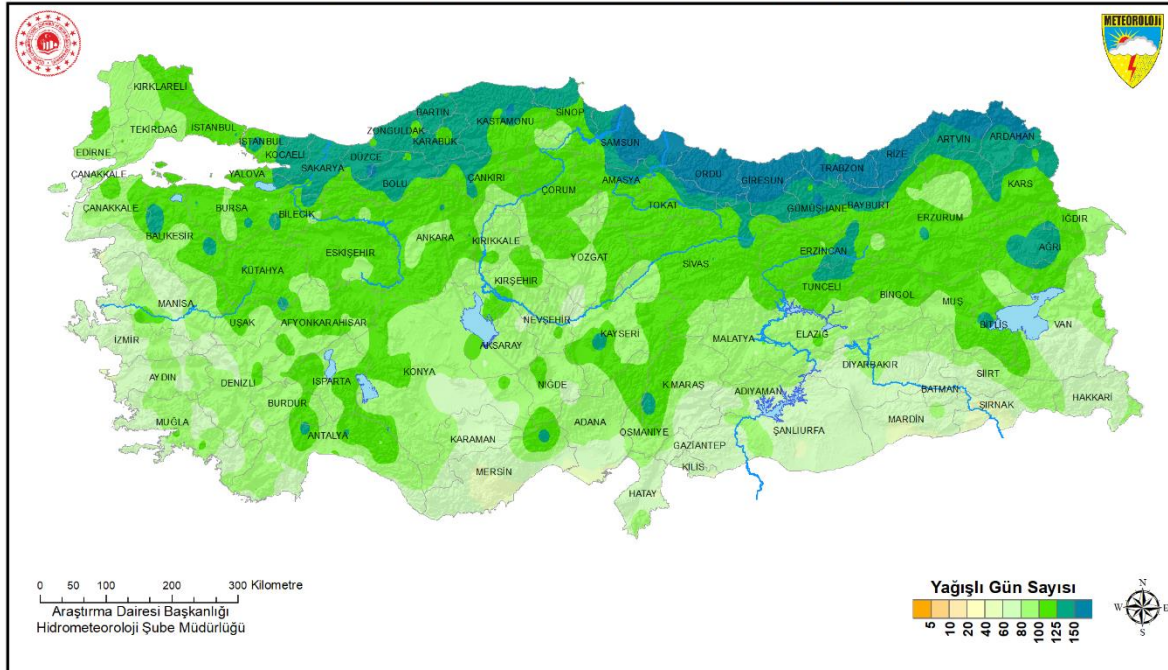 METEOROLOJİ
KIRKLARELİ
TEKİRDAĞ
İSTANBUL
EDİRNE
İSTANBUL
KOCAELİ
YALOVA
SAKARYA
DÜZCE
BOLU
ZONGULDAK
BARTIN
KARABÜK
KASTAMONU
SİNOP
SAMSUN
ÇANKIRI
ÇORUM
AMASYA
TOKAT
ORDU
GİRESUN
TRABZON
RİZE
ARTVİN
ARDAHAN
KARS
GÜMÜŞHANE
BAYBURT
ERZURUM
IĞDIR
AĞRI
ÇANAKKALE
ÇANAKKALE
BALIKESİR
BURSA
BİLECİK
ESKİŞEHİR
ANKARA
KIRIKKALE
YOZGAT
SİVAS
ERZİNCAN
TUNCELİ
BİNGÖL
MUŞ
BİTLİS
VAN
KÜTAHYA
KIRŞEHİR
MANİSA
UŞAK
AFYONKARAHİSAR
NEVŞEHİR
KAYSERİ
MALATYA
ELAZIĞ
İZMİR
AKSARAY
DİYARBAKIR
SİİRT
BATMAN
ŞIRNAK
HAKKARİ
AYDIN
DENİZLİ
ISPARTA
KONYA
NİĞDE
K.MARAŞ
ADIYAMAN
BURDUR
MUĞLA
ANTALYA
KARAMAN
ADANA
OSMANİYE
GAZİANTEP
ŞANLIURFA
MARDİN
MERSİN
KİLİS
HATAY
0 50 100 200 300 Kilometre
Araştırma Dairesi Başkanlığı
Hidrometeoroloji Şube Müdürlüğü
Yağışlı Gün Sayısı
5 10 20 40 60 80 100 125 150
N
W E
S